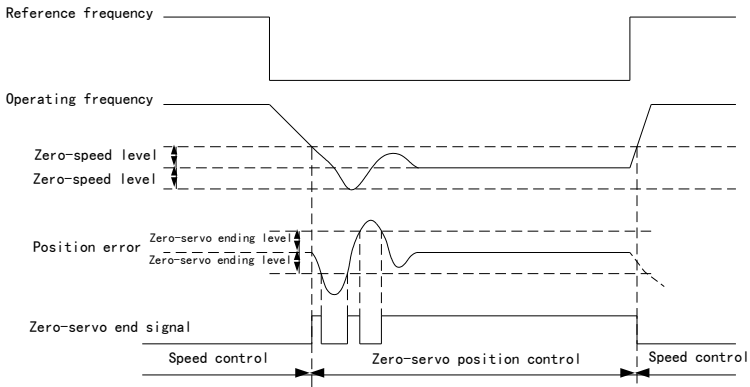 Reference frequency
Operating frequency
Zero-speed level
Zero-speed level
Position error
Zero-servo ending level
Zero-servo ending level
Zero-servo end signal
Speed control
Zero-servo position control
Speed control